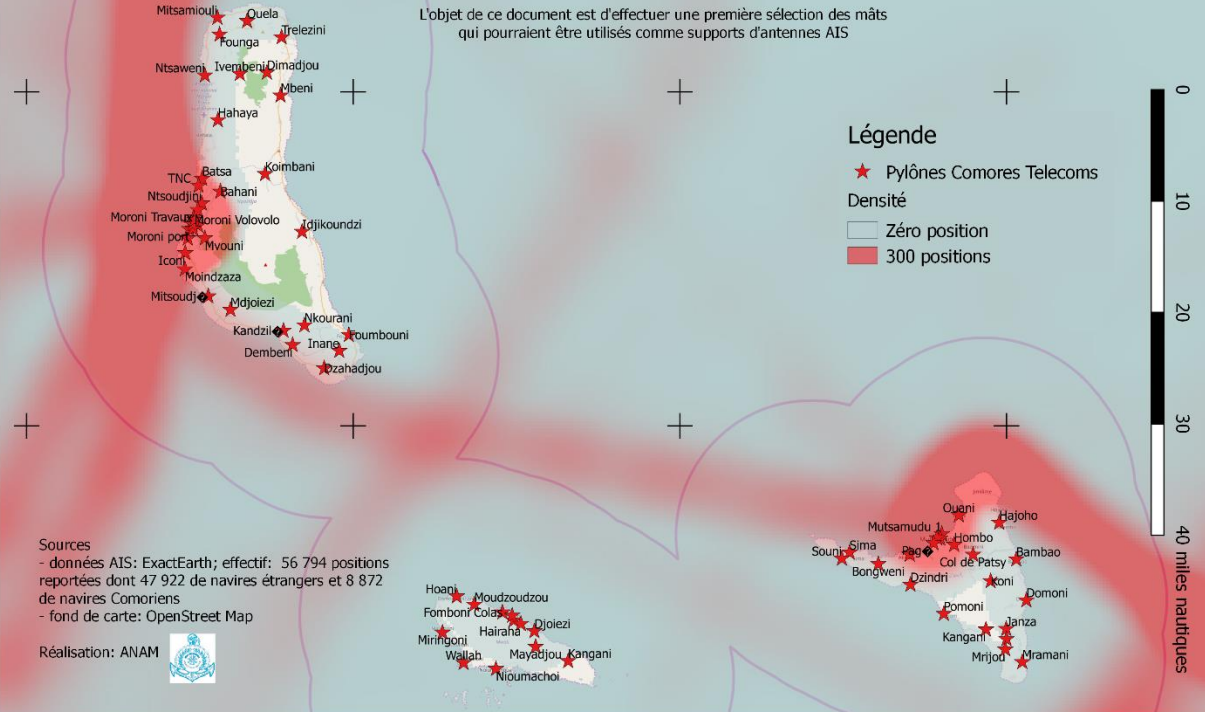 L'objet de ce document est d'effectuer une première sélection des mâts
qui pourraient être utilisés comme supports d'antennes AIS
Mitsamiouli
Ouela
Founga
Trelezini
Ntsaweni
Ivembeni
Dimadjou
Mbeni
Hahaya
Koimbani
TNC
Batsa
Ntsoudjini
Bahani
Moroni Travaux
Moroni Volovolo
Idjikoundzi
Moroni port
Mvouni
Iconi
Moindzaza
Mitsoudj�
Mdjoiezi
Kandzil�
Nkourani
Foumbouni
Dembeni
Inane
Dzahadjou
Légende
Pylônes Comores Telecoms
Densité
Zéro position
300 positions
0
10
20
30
40 miles nautiques
Ouani
Hajoho
Mutsamudu 1
Hombo
Souni
Sima
Pag�
Col de Patsy
Bambao
Bongweni
Dzindri
Koni
Domoni
Pomoni
Kangani
Janza
Mrijou
Mramani
Hoani
Moudzoudzou
Fomboni Colas
Hairaha
Djoiezi
Miringoni
Wallah
Mayadjou
Kangani
Nioumachoi
Sources
- données AIS: ExactEarth; effectif: 56 794 positions
reportées dont 47 922 de navires étrangers et 8 872
de navires Comoriens
- fond de carte: OpenStreet Map
Réalisation: ANAM